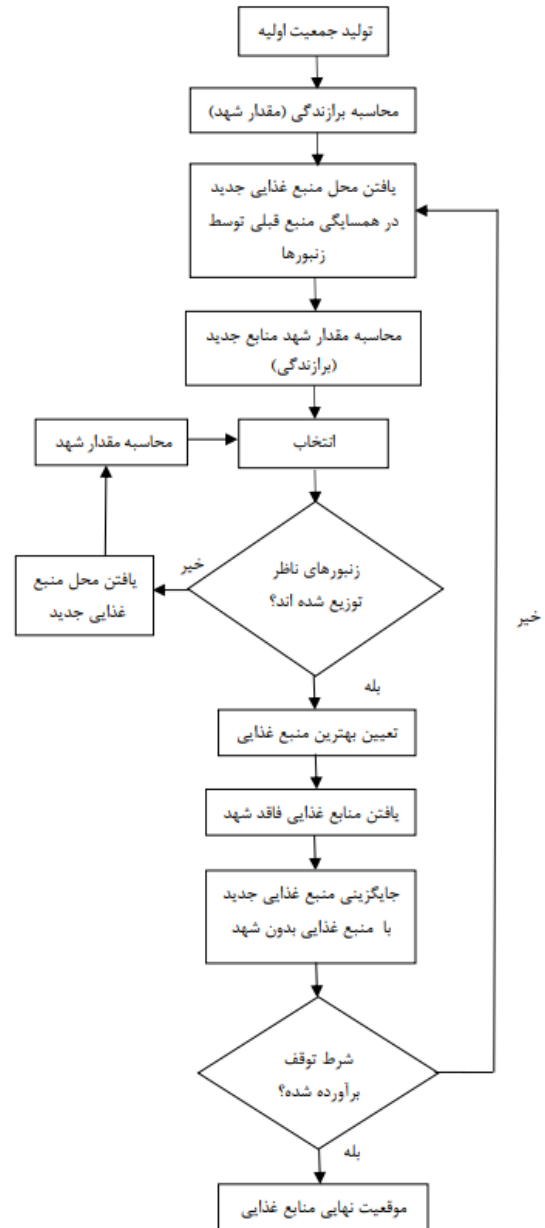 تولید جمعیت اولیه
محاسبه برازندگی (مقدار شهد)
یافتن محل منبع غذایی جدید
در همسایگی منبع قبلی توسط
زنبورها
محاسبه مقدار شهد منابع جدید
(برازندگی)
انتخاب
محاسبه مقدار شهد
زنبورهای ناظر
توزیع شده اند؟
خیر
یافتن محل منبع
غذایی جدید
خیر
بله
تعیین بهترین منبع غذایی
یافتن منابع غذایی فاقد شهد
جایگزینی منبع غذایی جدید
با منبع غذایی بدون شهد
شرط توقف
برآورده شده؟
بله
موقعیت نهایی منابع غذایی